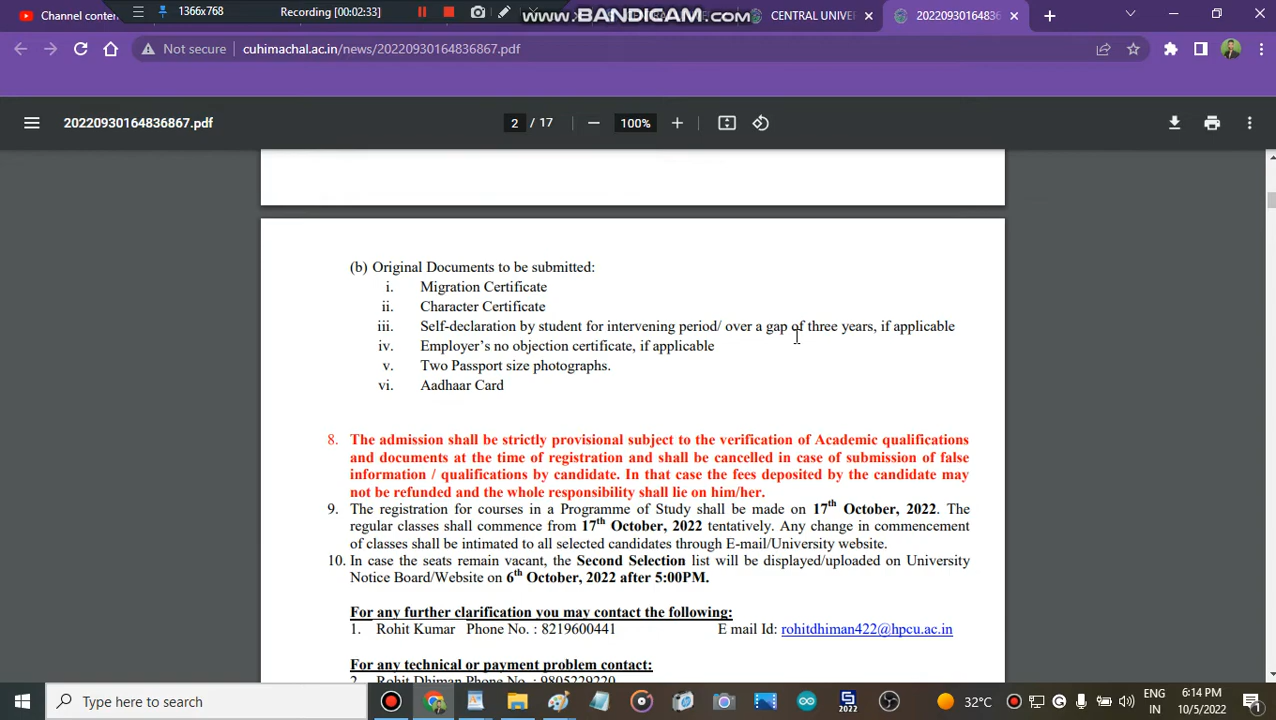 Channel conten
1366x768
Recording [00:02:33]
www.BANDICAM.com
CENTRAL UNIVE
20220930164836
Not secure
cuhimachal.ac.in/news/20220930164836867.pdf
20220930164836867.pdf
2 / 17
100%
(b) Original Documents to be submitted:
i. Migration Certificate
ii. Character Certificate
iii. Self-declaration by student for intervening period/ over a gap of three years, if applicable
iv. Employer's no objection certificate, if applicable
v. Two Passport size photographs.
vi. Aadhaar Card
8. The admission shall be strictly provisional subject to the verification of Academic qualifications
and documents at the time of registration and shall be cancelled in case of submission of false
information / qualifications by candidate. In that case the fees deposited by the candidate may
not be refunded and the whole responsibility shall lie on him/her.
9. The registration for courses in a Programme of Study shall be made on 17th October, 2022. The
regular classes shall commence from 17th October, 2022 tentatively. Any change in commencement
of classes shall be intimated to all selected candidates through E-mail/University website.
10. In case the seats remain vacant, the Second Selection list will be displayed/uploaded on University
Notice Board/Website on 6th October, 2022 after 5:00PM.
For any further clarification you may contact the following:
1. Rohit Kumar Phone No. : 8219600441 E mail Id: rohitdhiman422@hpcu.ac.in
For any technical or payment problem contact:
2. Rohit Dhiman Phone No. : 9805229220
Type here to search
2022
32°C
ENG
IN
6:14 PM
10/5/2022